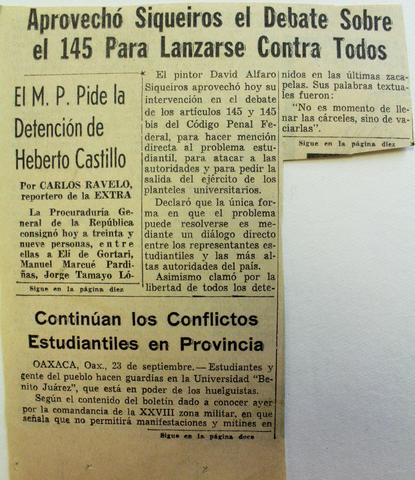 Aprovechó Siqueiros el Debate Sobre
el 145 Para Lanzarse Contra Todos
El M. P. Pide la
Detención de
Heberto Castillo
Por CARLOS RAVELO,
reportero de la EXTRA
La Procuraduría Gene-
ral de la República
consignó hoy a treinta y
nueve personas, entre
ellas a Eli de Gortari,
Manuel Marcué Pardi-
ñas, Jorge Tamayo Ló-
Sigue en la página diez
El pintor David Alfaro
Siqueiros aprovechó hoy su
intervención en el debate
de los artículos 145 y 145
bis del Código Penal Fe-
deral, para hacer mención
directa al problema estu-
diantil, para atacar a las
autoridades y para pedir la
salida del ejército de los
planteles universitarios.
Declaró que la única for-
ma en que el problema
puede resolverse es me-
diante un diálogo directo
entre los representantes es-
tudiantiles y las más al-
tas autoridades del país.
Asimismo clamó por la
libertad de todos los dete-
nidos en las últimas zaca-
pelas. Sus palabras textua-
les fueron:
"No es momento de lle-
nar las cárceles, sino de va-
ciarlas".
Sigue en la página diez
Continúan los Conflictos
Estudiantiles en Provincia
OAXACA, Oax., 23 de septiembre.— Estudiantes y
gente del pueblo hacen guardias en la Universidad "Be-
nito Juárez", que está en poder de los huelguistas.
Según el contenido del boletín dado a conocer ayer
por la comandancia de la XXVIII zona militar, en que
señala que no permitirá manifestaciones y mítines en
Sigue en la página doce